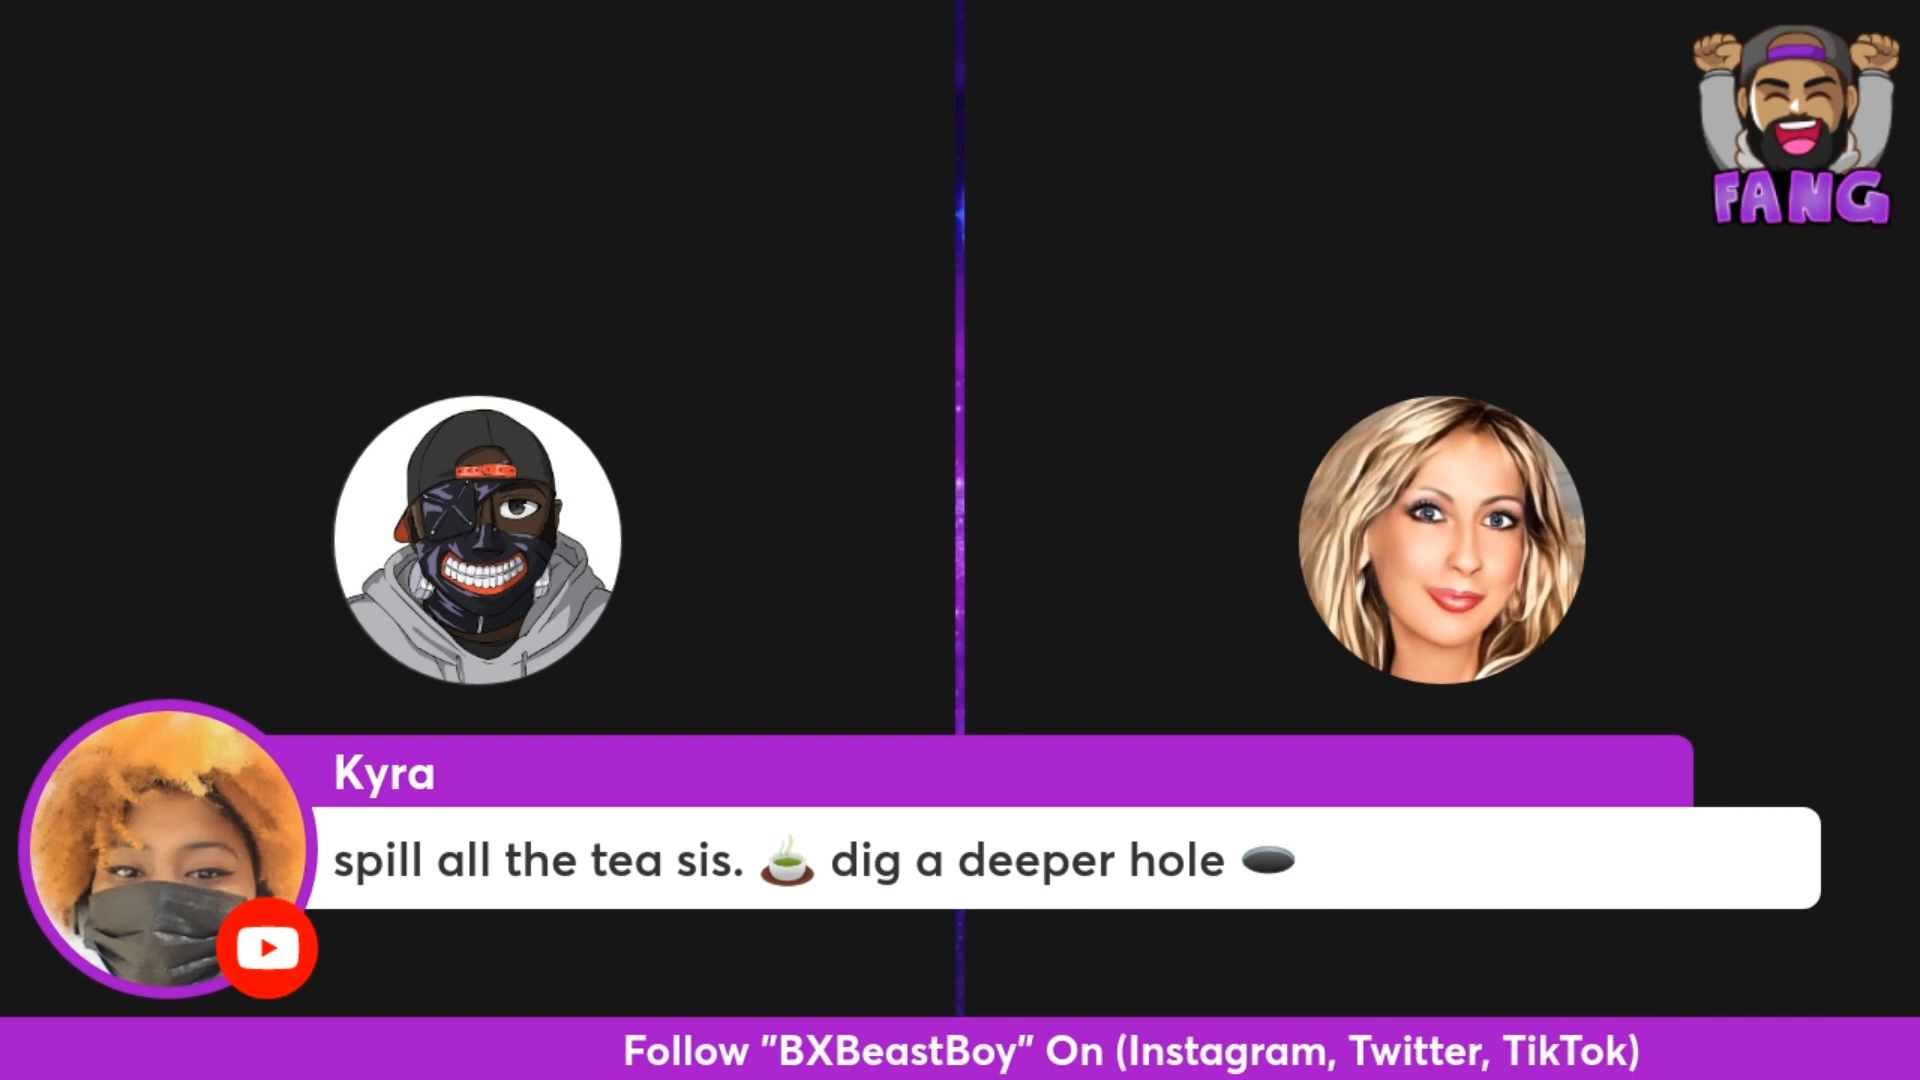 FANG
Kyra
spill all the tea sis. 🍵 dig a deeper hole 🕳️
Follow "BXBeastBoy" On (Instagram, Twitter, TikTok)